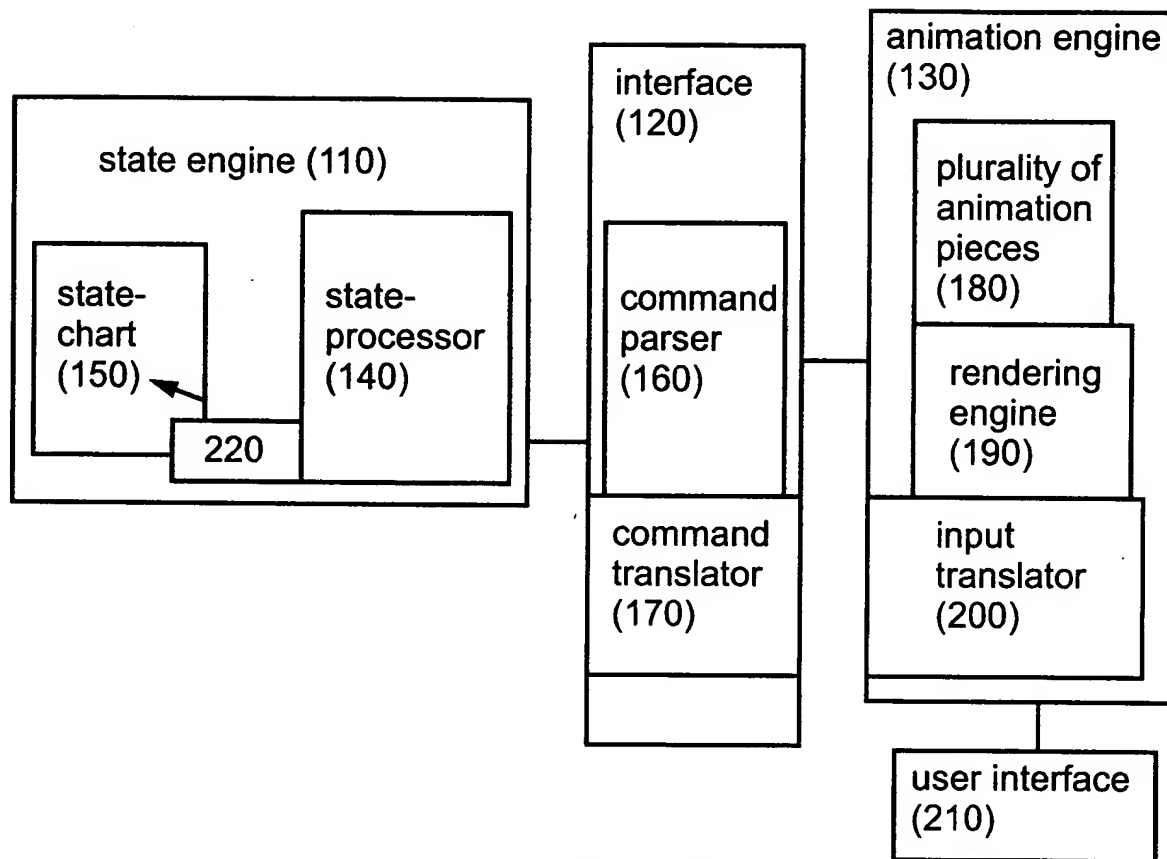 state engine (110)
state-
chart
(150)
220
state-
processor
(140)
interface
(120)
command
parser
(160)
command
translator
(170)
animation engine
(130)
plurality of
animation
pieces
(180)
rendering
engine
(190)
input
translator
(200)
user interface
(210)